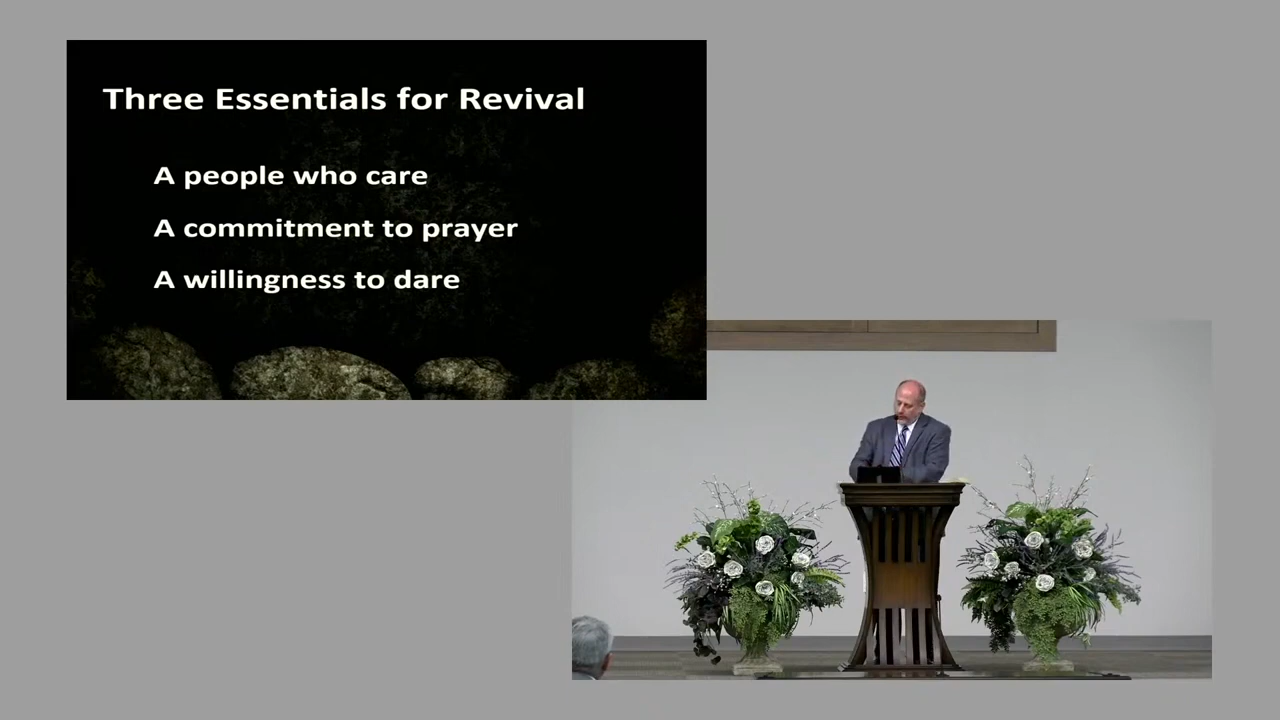 Three Essentials for Revival
A people who care
A commitment to prayer
A willingness to dare